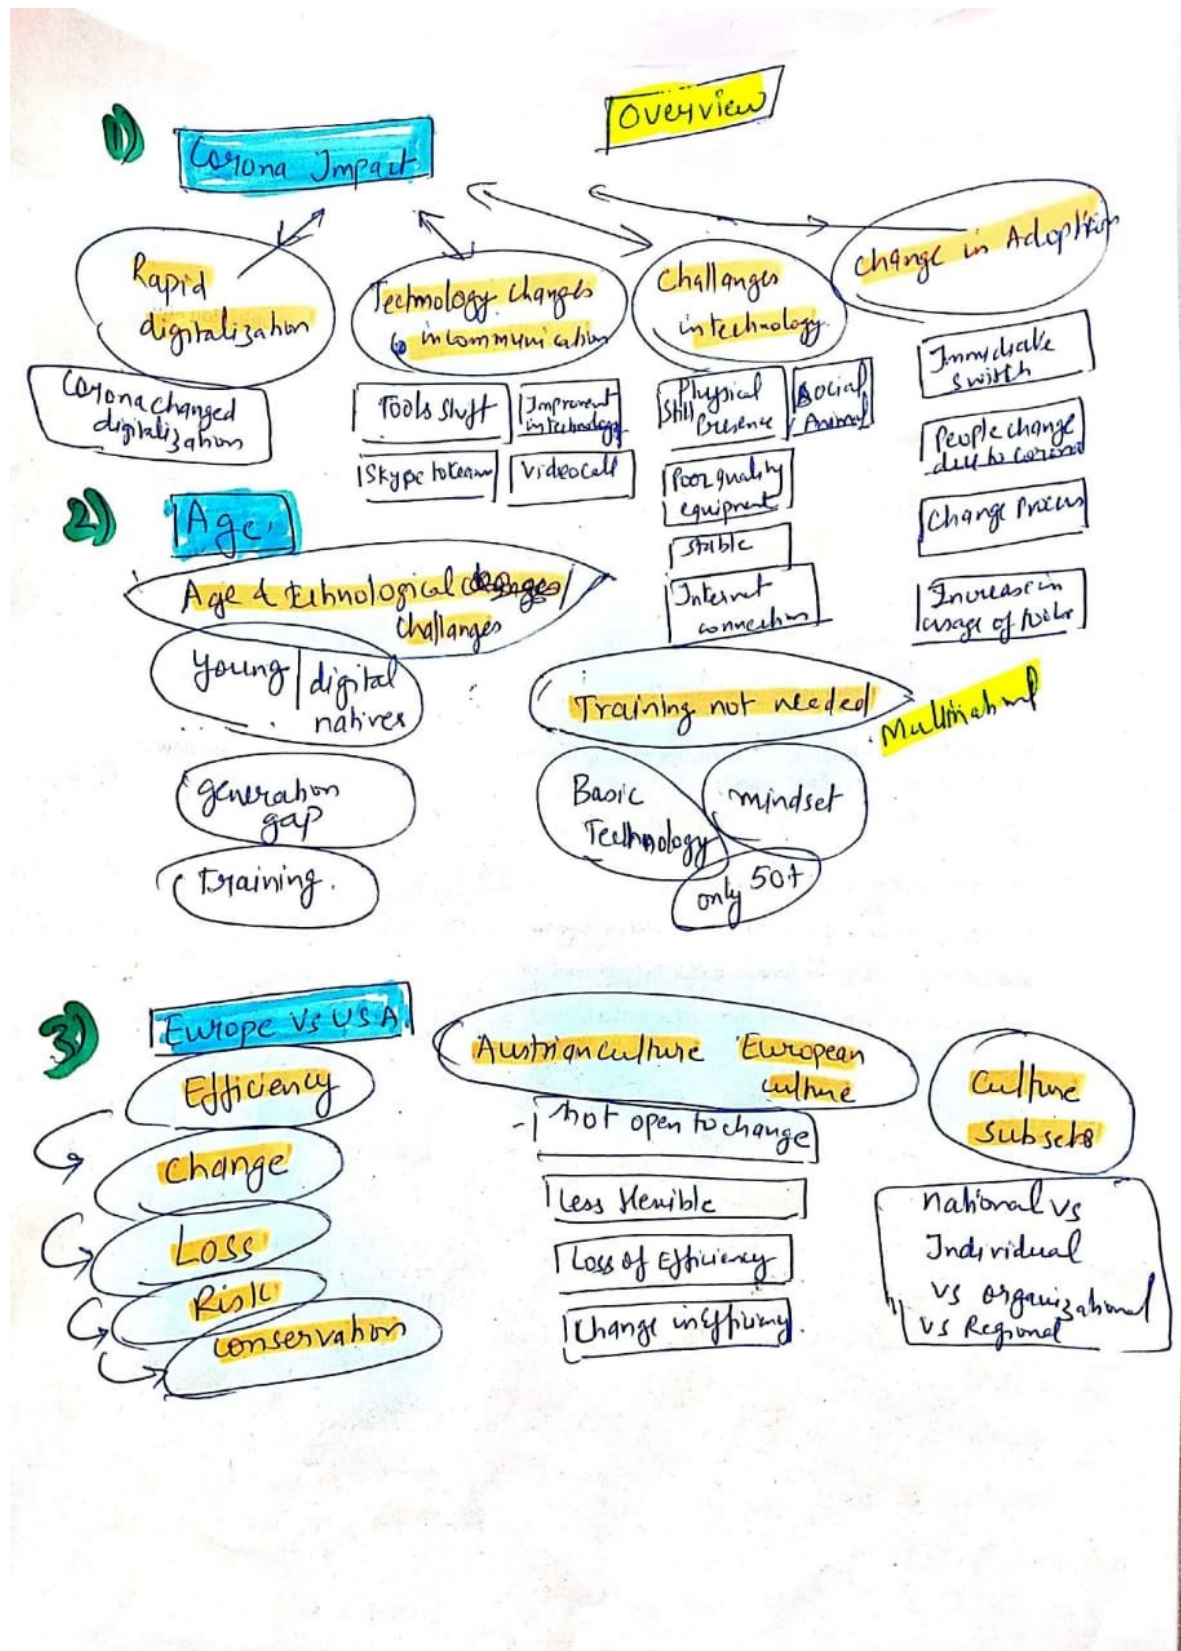 Overview
1)
Corona Impact
Rapid
digitalization
Corona changed
digitalization
Technology changes
in communication
Tools shift
Improvent
in technology
Skype to team
Videocall
Challanges
in technology
Physical
Still Presence
Social
Animal
Poor quality
equipment
stable
Internet
connection
Change in Adoption
Immediate
switch
People change
due to corona
Change Process
Increase in
usage of tools
2)
Age
Age & tehnological changes/
Challanges
young | digital
natives
generation
gap
training.
Training not needed
Multinational
Basic
Technology
mindset
only 50+
3)
Europe Vs USA
Efficiency
Change
Loss
Risk
conservation
Austrian culture European
culture
not open to change
Less flexible
Loss of Efficiency
Change in
Culture
subsets
national vs
Individual
vs organizational
vs Regional